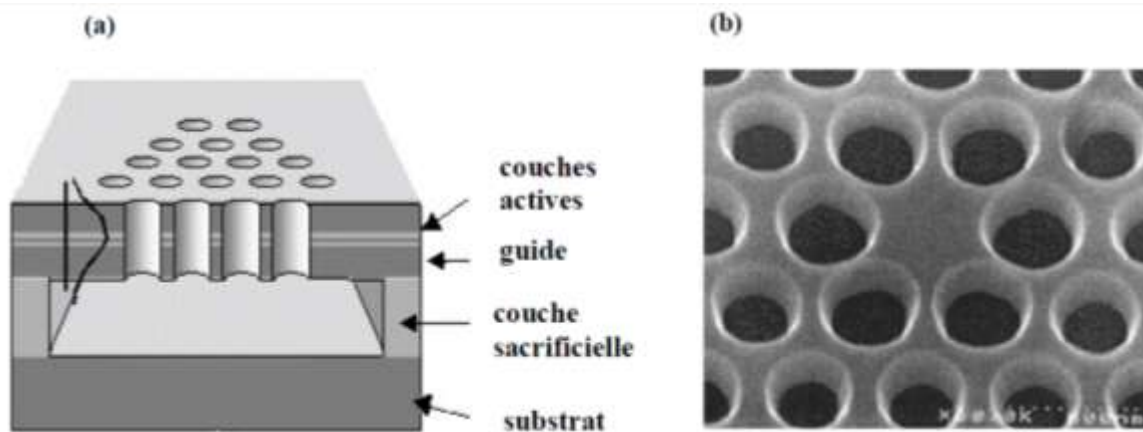 (a)
(b)
couches
actives
guide
couche
sacrificielle
substrat